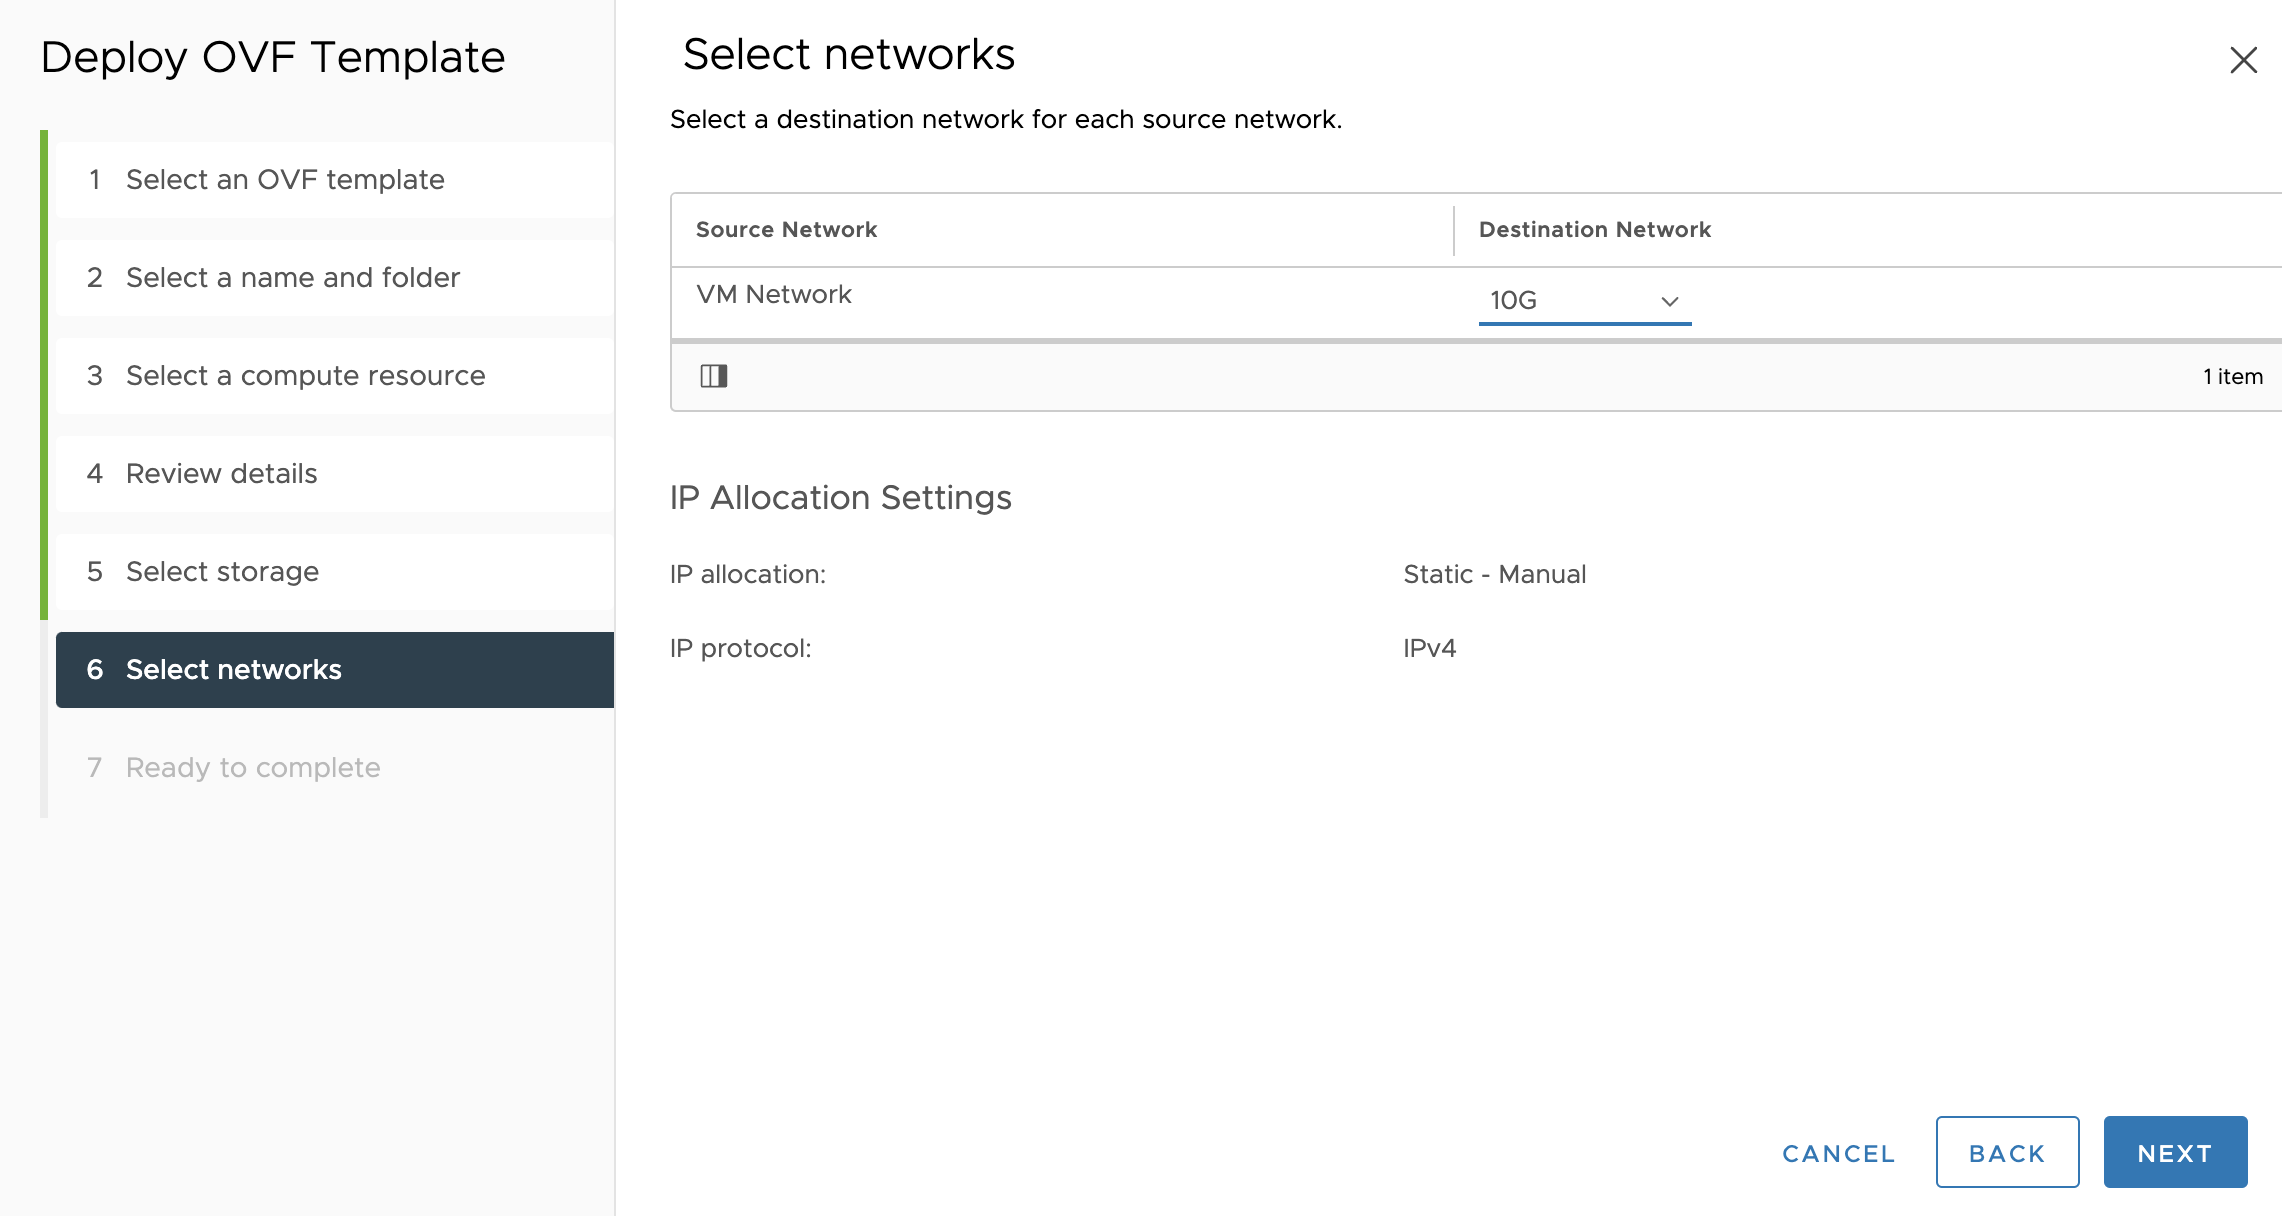 Deploy OVF Template
1 Select an OVF template
2 Select a name and folder
3 Select a compute resource
4 Review details
5 Select storage
6 Select networks
7 Ready to complete
Select networks
Select a destination network for each source network.
Source Network Destination Network
VM Network 10G
1 item
IP Allocation Settings
IP allocation: Static - Manual
IP protocol: IPv4
CANCEL BACK NEXT